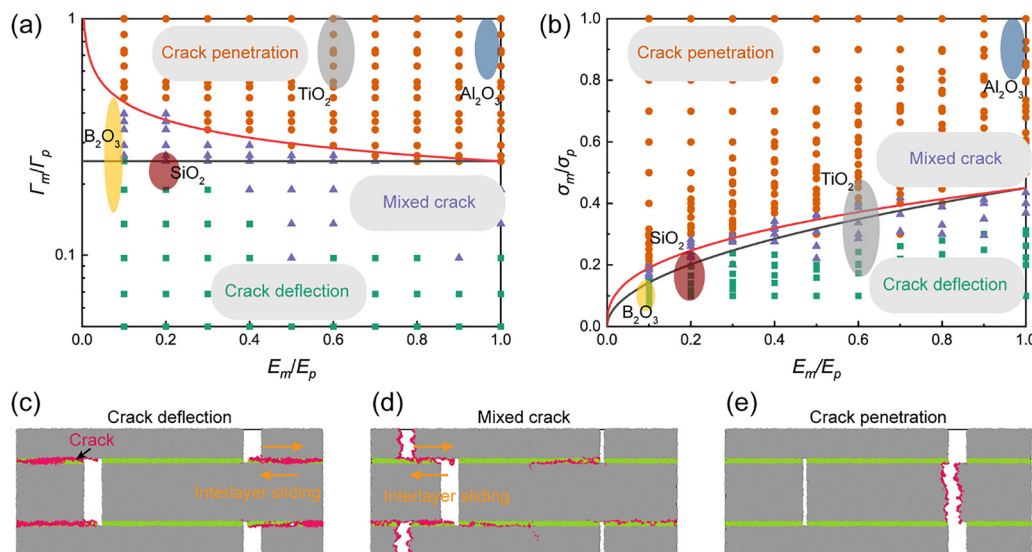 (a)
1
Crack penetration
TiO₂
Al₂O₃
B₂O₃
SiO₂
Mixed crack
0.1
Crack deflection
Γm/Γp
0.0 0.2 0.4 0.6 0.8 1.0
Em/Ep
(b)
1.0
0.8
0.6
0.4
0.2
0.0
Crack penetration
Al₂O₃
Mixed crack
TiO₂
SiO₂
Crack deflection
B₂O₃
σm/σp
0.0 0.2 0.4 0.6 0.8 1.0
Em/Ep
(c) Crack deflection
Crack
Interlayer sliding
(d) Mixed crack
Interlayer sliding
(e) Crack penetration